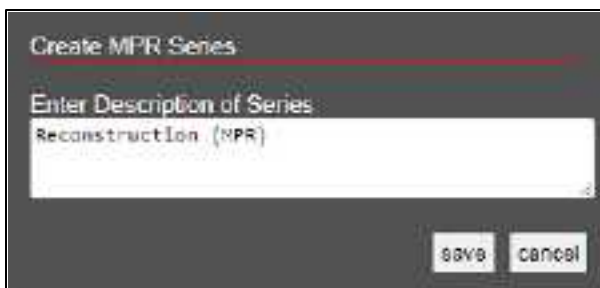 Create MPR Series
Enter Description of Series
Reconstruction (MPR)
save cancel